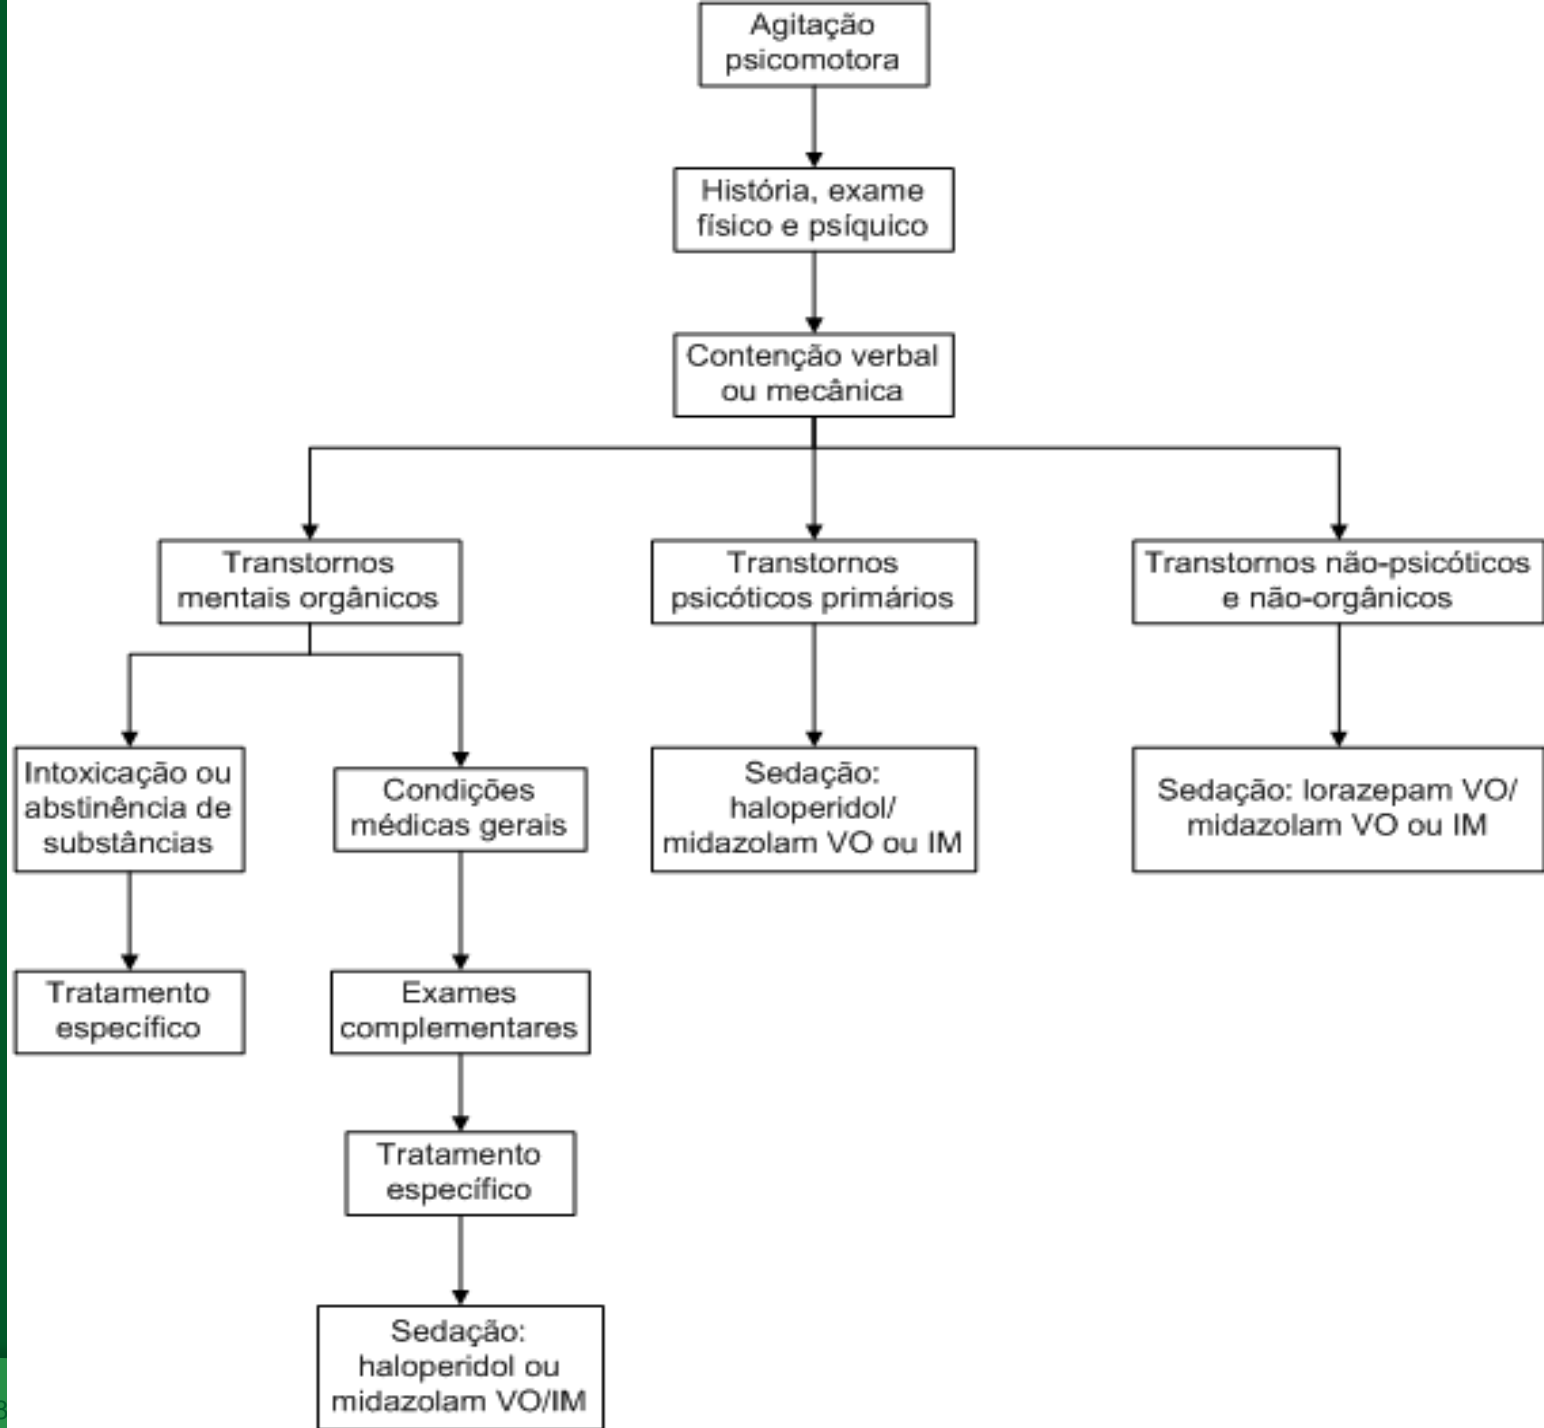 Agitação
psicomotora
História, exame
físico e psíquico
Contenção verbal
ou mecânica
Transtornos
mentais orgânicos
Transtornos
psicóticos primários
Transtornos não-psicóticos
e não-orgânicos
Intoxicação ou
abstinência de
substâncias
Condições
médicas gerais
Sedação:
haloperidol/
midazolam VO ou IM
Sedação: lorazepam VO/
midazolam VO ou IM
Tratamento
específico
Exames
complementares
Tratamento
específico
Sedação:
haloperidol ou
midazolam VO/IM